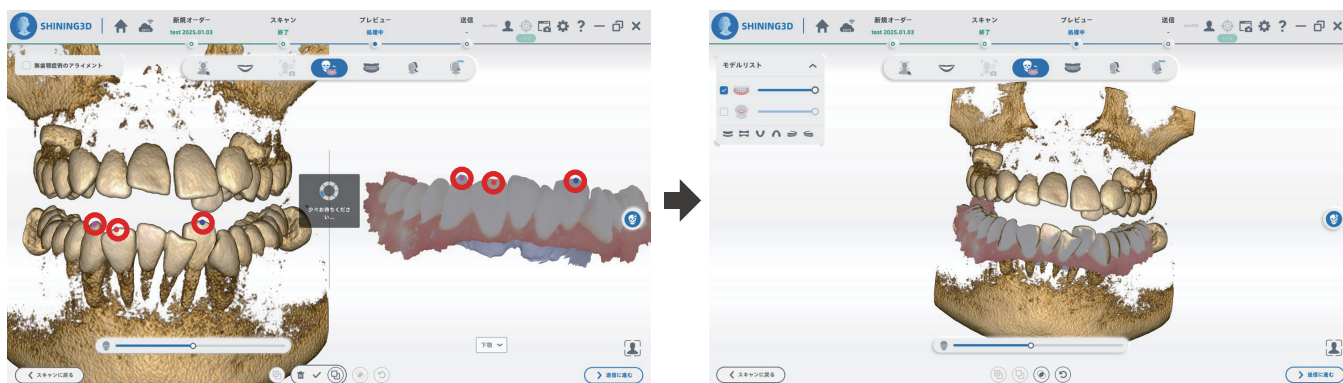 SHINING3D
新規オーダー
test 2025.01.03
スキャン
終了
プレビュー
処理中
送信
-
無歯顎症例のアライメント
少々お待ちくださ
い...
下顎
スキャンに戻る
送信に進む
SHINING3D
新規オーダー
test 2025.01.03
スキャン
終了
プレビュー
処理中
送信
-
モデルリスト
スキャンに戻る
送信に進む